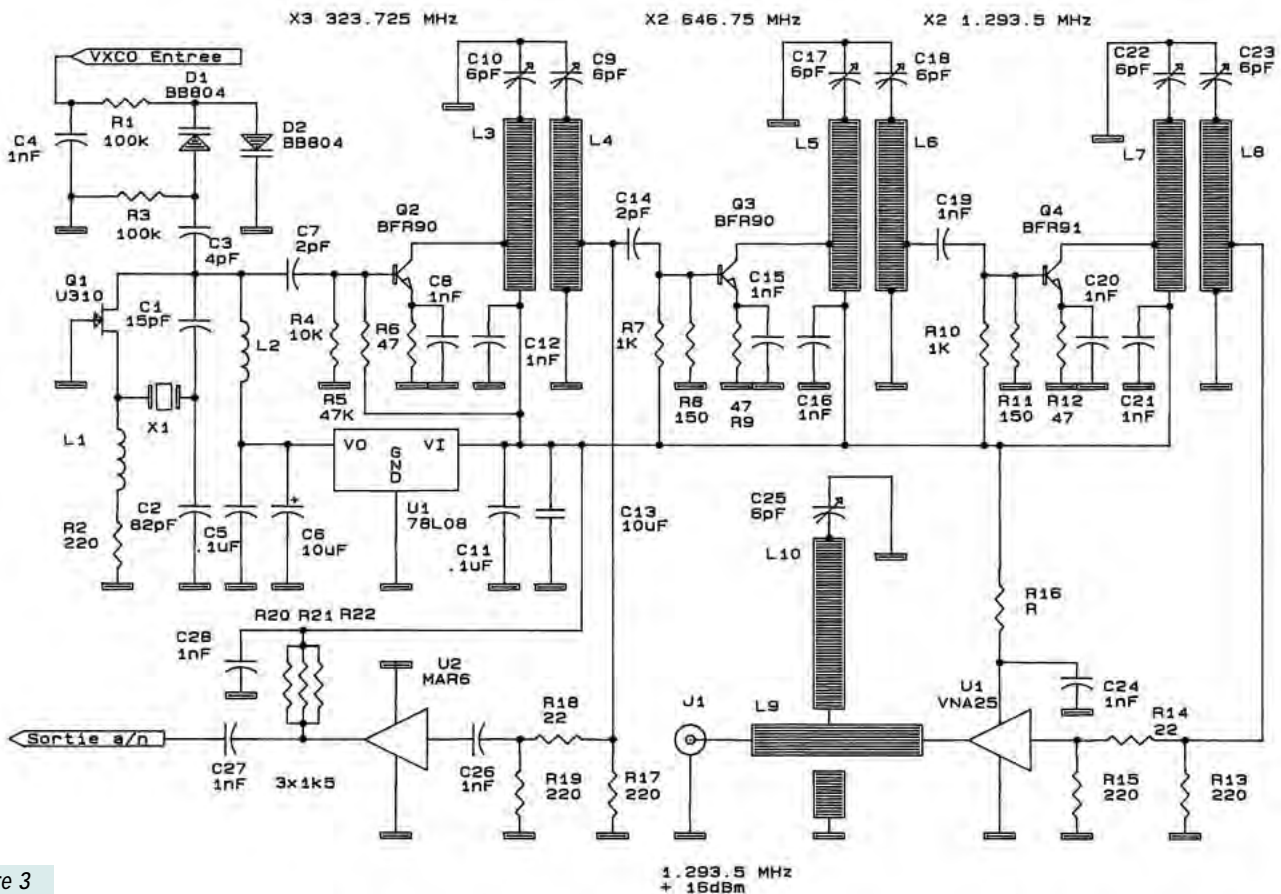 X3 323.725 MHz
X2 646.75 MHz
X2 1.293.5 MHz
VXCO Entree
D1
BB804
C10
6pF
C9
6pF
C17
6pF
C18
6pF
C22
6pF
C23
6pF
C4
1nF
R1
100k
D2
BB804
L3
L4
L5
L6
L7
L8
R3
100k
C3
4pF
C7
2pF
Q2
BFR90
C14
2pF
Q3
BFR90
C19
1nF
Q4
BFR91
Q1
U310
C1
15pF
L2
R4
10K
R6
47
C8
1nF
C12
1nF
R7
1K
C15
1nF
R10
1K
C20
1nF
R5
47K
R8
150
47
R9
C16
1nF
R11
150
R12
47
C21
1nF
X1
L1
VO
GND
VI
R2
220
C2
82pF
C5
.1uF
C6
10uF
U1
78L08
C11
.1uF
C13
10uF
C25
6pF
L10
R16
R
R20
R21
R22
C28
1nF
U2
MAR6
R18
22
J1
L9
U1
VNA25
C24
1nF
R14
22
Sortie a/n
C27
1nF
3x1k5
C26
1nF
R19
220
R17
220
R15
220
R13
220
1.293.5 MHz
+ 16dBm
re 3